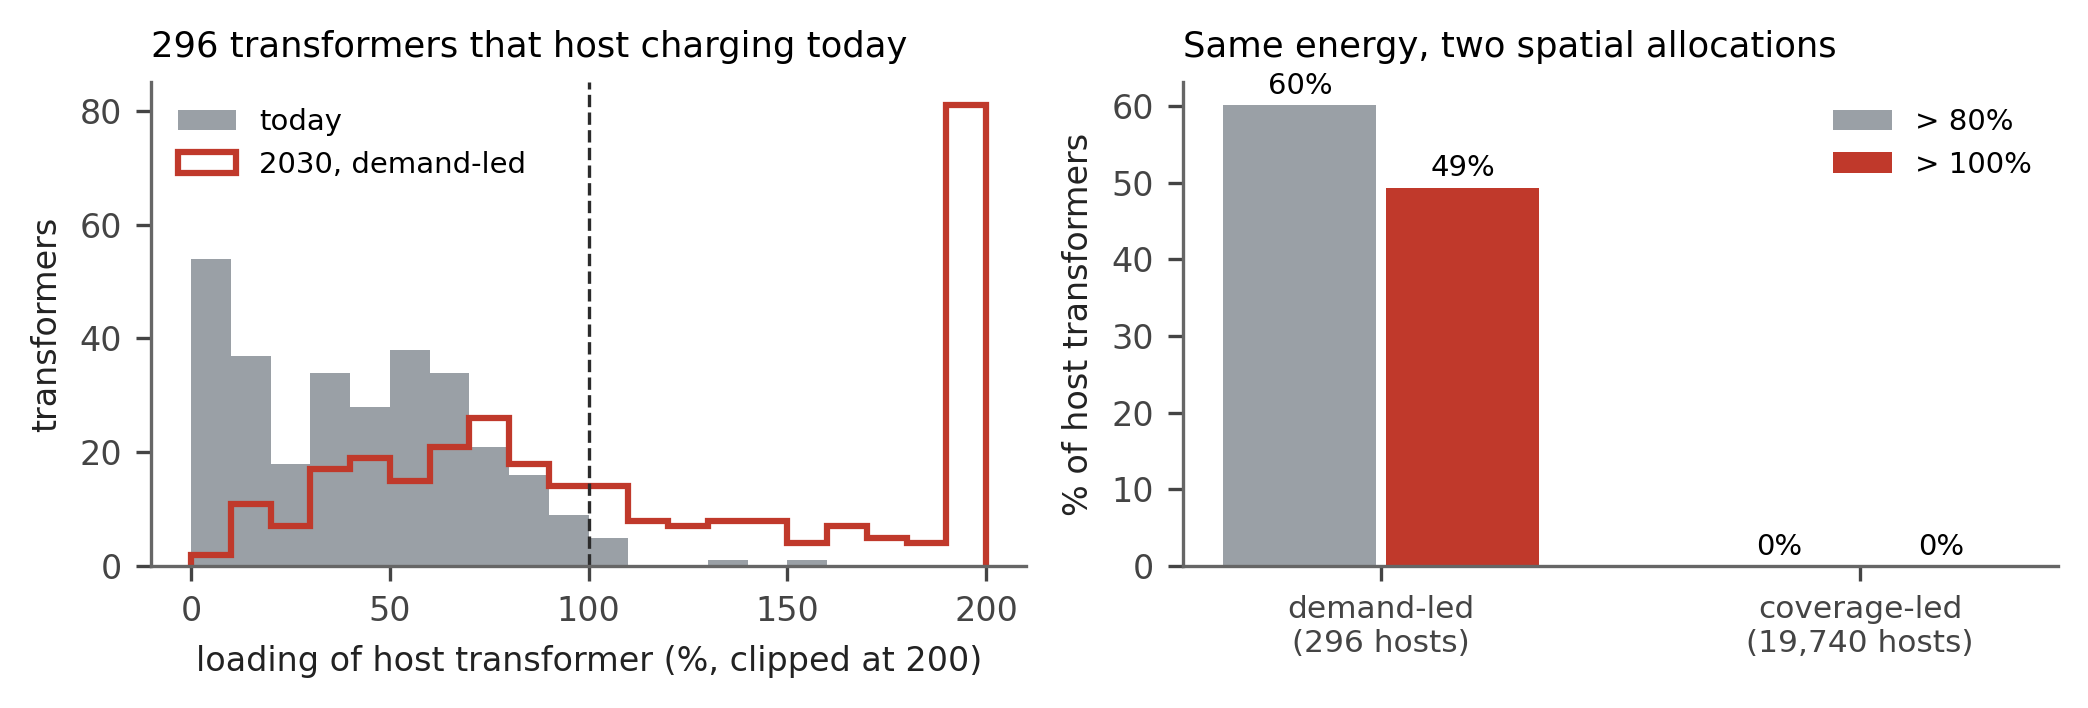 296 transformers that host charging today
today
2030, demand-led
transformers
80
60
40
20
0
0
50
100
150
200
loading of host transformer (%, clipped at 200)
Same energy, two spatial allocations
> 80%
> 100%
% of host transformers
60
50
40
30
20
10
0
60%
49%
0%
0%
demand-led
(296 hosts)
coverage-led
(19,740 hosts)